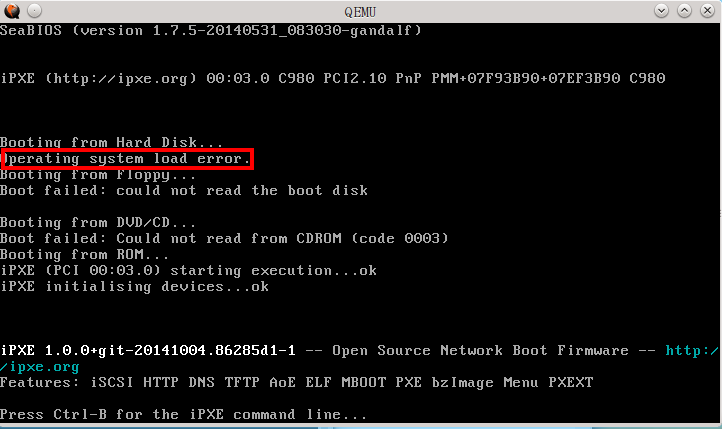 QEMU
SeaBIOS (version 1.7.5-20140531_083030-gandalf)
iPXE (http://ipxe.org) 00:03.0 C980 PCI2.10 PnP PMM+07F93B90+07EF3B90 C980
Booting from Hard Disk...
Operating system load error.
Booting from Floppy...
Boot failed: could not read the boot disk
Booting from DVD/CD...
Boot failed: Could not read from CDROM (code 0003)
Booting from ROM...
iPXE (PCI 00:03.0) starting execution...ok
iPXE initialising devices...ok
iPXE 1.0.0+git-20141004.86285d1-1 -- Open Source Network Boot Firmware -- http:/
/ipxe.org
Features: iSCSI HTTP DNS TFTP AoE ELF MBOOT PXE bzImage Menu PXEXT
Press Ctrl-B for the iPXE command line...